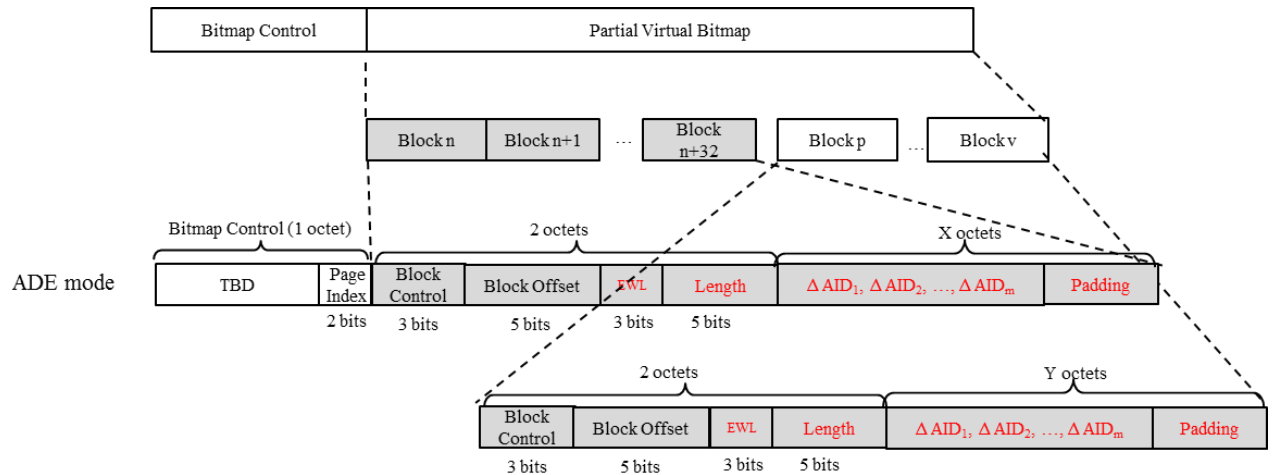 Bitmap Control
Partial Virtual Bitmap
Block n
Block n+1
...
Block
n+32
Block p
...
Block v
Bitmap Control (1 octet)
2 octets
X octets
ADE mode
TBD
Page
Index
Block
Control
Block Offset
EWL
Length
Δ AID1, Δ AID2, ..., Δ AIDm
Padding
2 bits
3 bits
5 bits
3 bits
5 bits
2 octets
Y octets
Block
Control
Block Offset
EWL
Length
Δ AID1, Δ AID2, ..., Δ AIDm
Padding
3 bits
5 bits
3 bits
5 bits